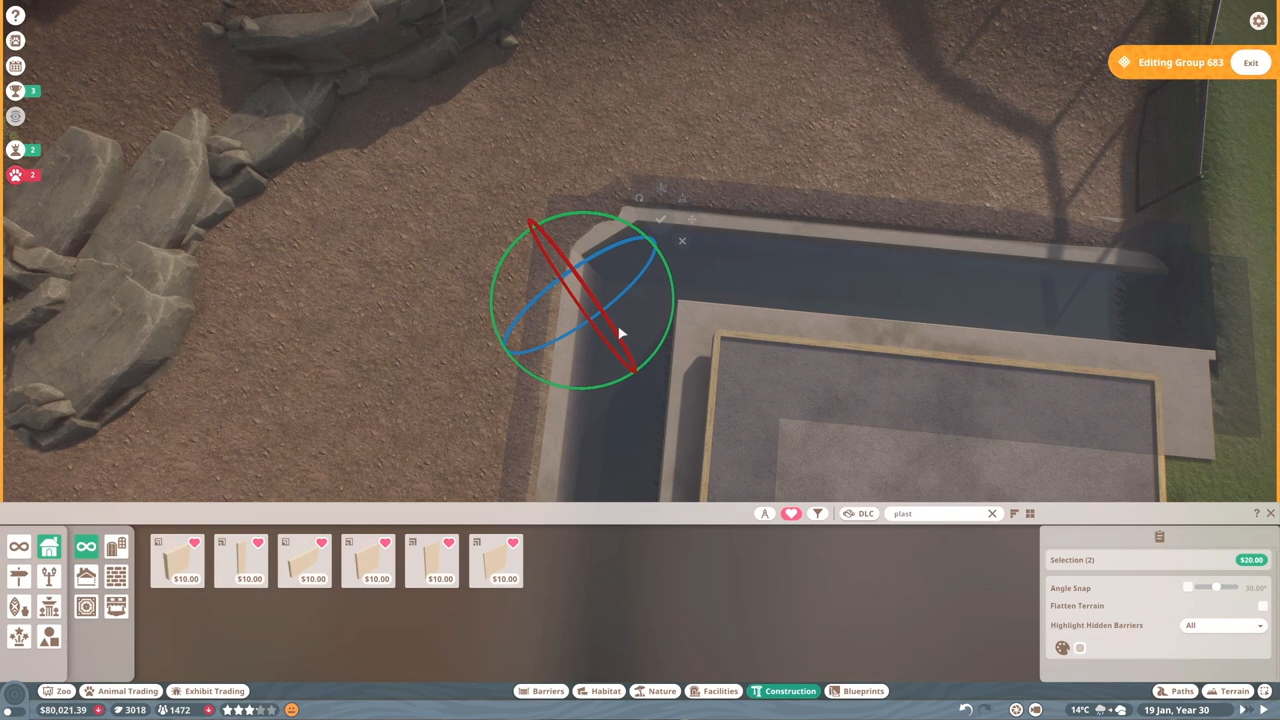 ?
Editing Group 683 Exit
3
2
2
DLC plast
?
$10.00 $10.00 $10.00 $10.00 $10.00 $10.00
Selection (2) $20.00
Angle Snap 30.00°
Flatten Terrain
Highlight Hidden Barriers All
Zoo Animal Trading Exhibit Trading Barriers Habitat Nature Facilities Construction Blueprints Paths Terrain
$80,021.39 3018 1472 14°C 19 Jan, Year 30